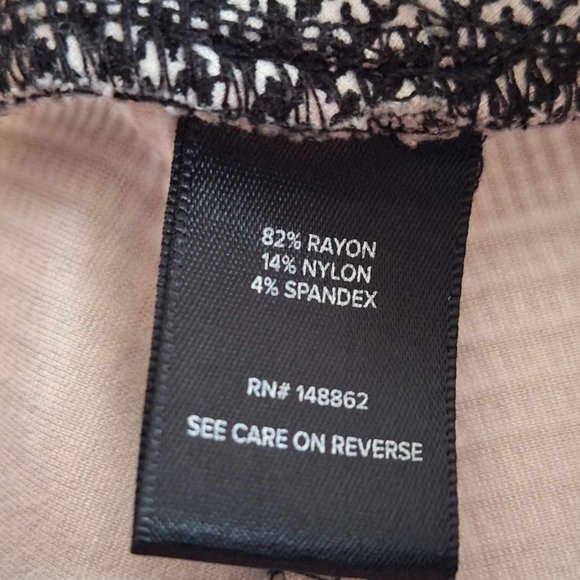 82% RAYON
14% NYLON
4% SPANDEX
RN# 148862
SEE CARE ON REVERSE